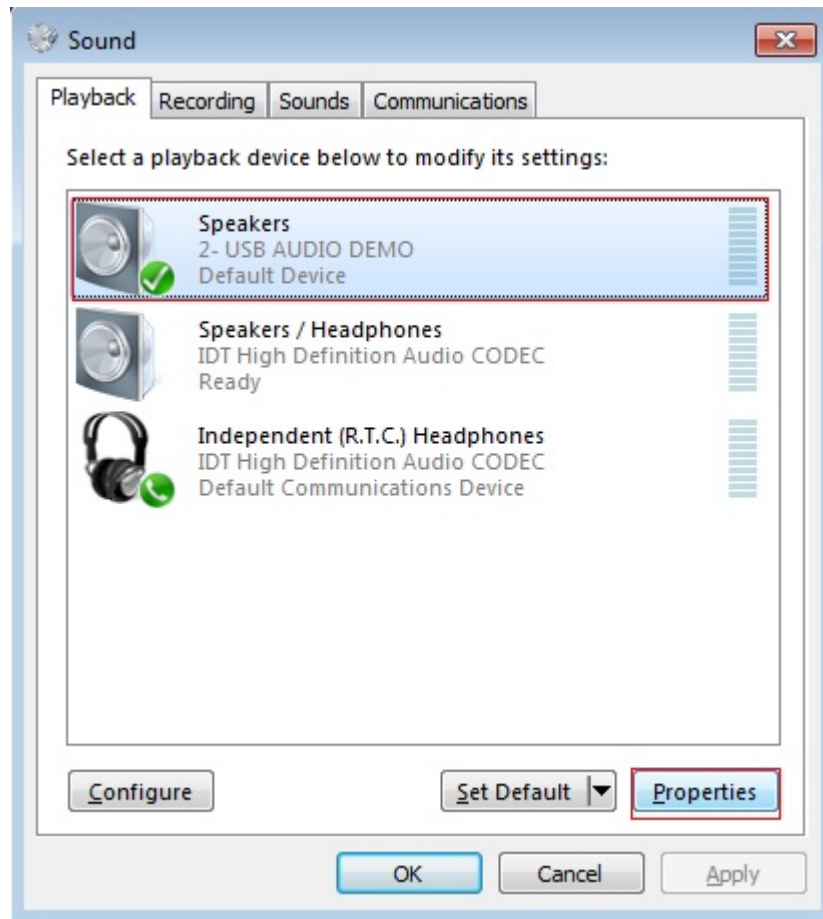 Sound
Playback Recording Sounds Communications
Select a playback device below to modify its settings:
Speakers
2- USB AUDIO DEMO
Default Device
Speakers / Headphones
IDT High Definition Audio CODEC
Ready
Independent (R.T.C.) Headphones
IDT High Definition Audio CODEC
Default Communications Device
Configure Set Default Properties
OK Cancel Apply